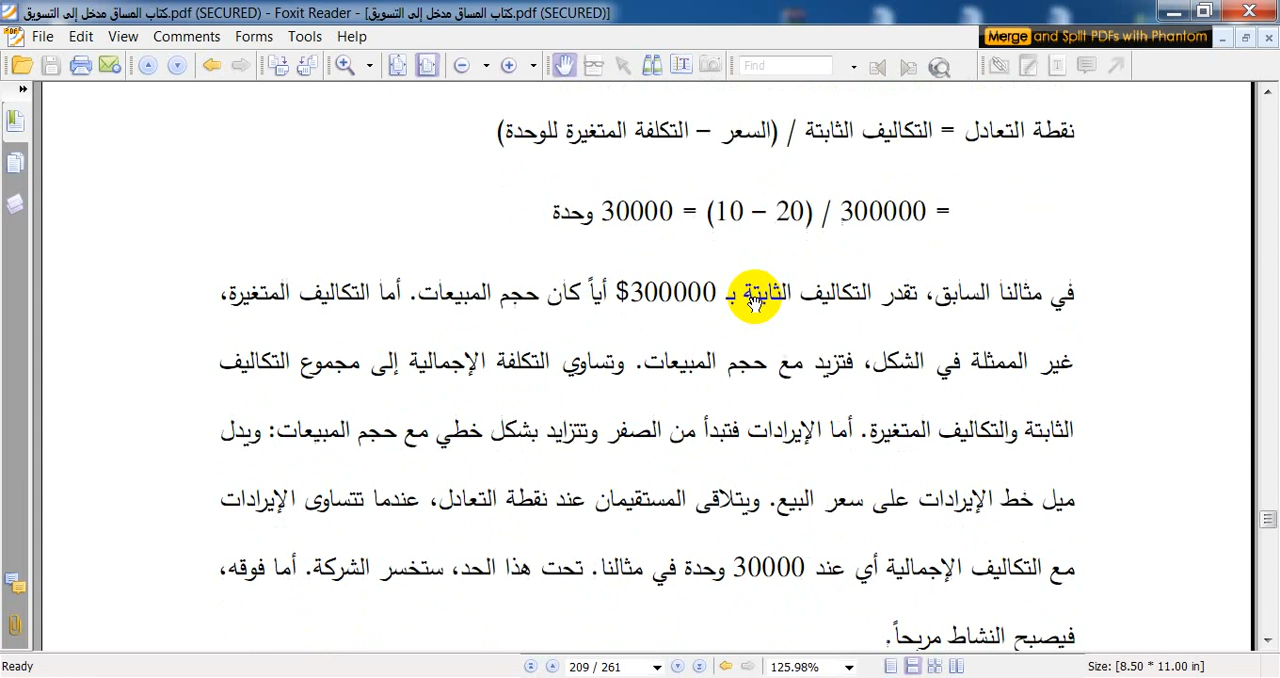 كتاب المساق مدخل إلى التسويق.pdf (SECURED) - Foxit Reader - [كتاب المساق مدخل إلى التسويق.pdf (SECURED)]
File Edit View Comments Forms Tools Help
Merge and Split PDFs with Phantom
Find
نقطة التعادل = التكاليف الثابتة / (السعر – التكلفة المتغيرة للوحدة)
= 300000 / (20 – 10) = 30000 وحدة
في مثالنا السابق، تقدر التكاليف الثابتة بـ 300000$ أياً كان حجم المبيعات. أما التكاليف المتغيرة،
غير الممثلة في الشكل، فتزيد مع حجم المبيعات. وتساوي التكلفة الإجمالية إلى مجموع التكاليف
الثابتة والتكاليف المتغيرة. أما الإيرادات فتبدأ من الصفر وتتزايد بشكل خطي مع حجم المبيعات: ويدل
ميل خط الإيرادات على سعر البيع. ويتلاقى المستقيمان عند نقطة التعادل، عندما تتساوى الإيرادات
مع التكاليف الإجمالية أي عند 30000 وحدة في مثالنا. تحت هذا الحد، ستخسر الشركة. أما فوقه،
فيصبح النشاط مربحاً.
Ready
209 / 261
125.98%
Size: [8.50 * 11.00 in]